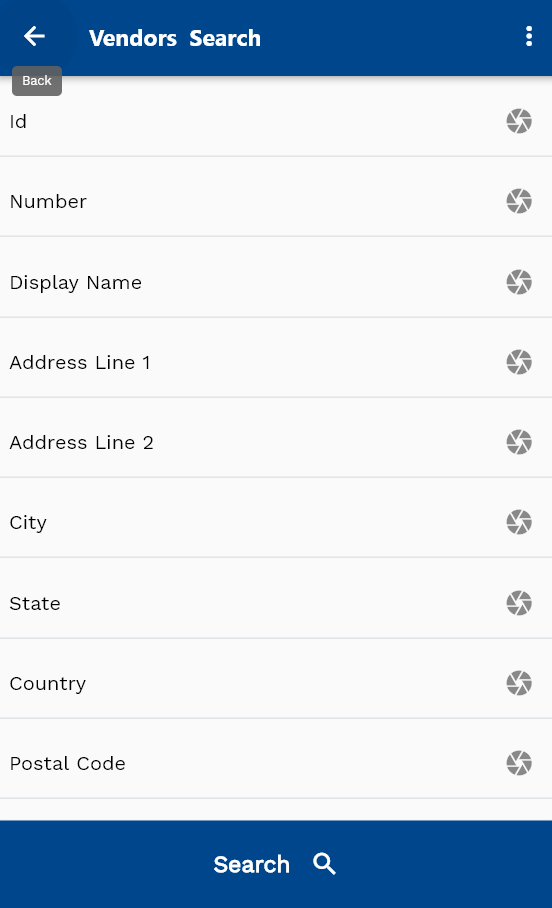 Vendors Search
Back
Id
Number
Display Name
Address Line 1
Address Line 2
City
State
Country
Postal Code
Search